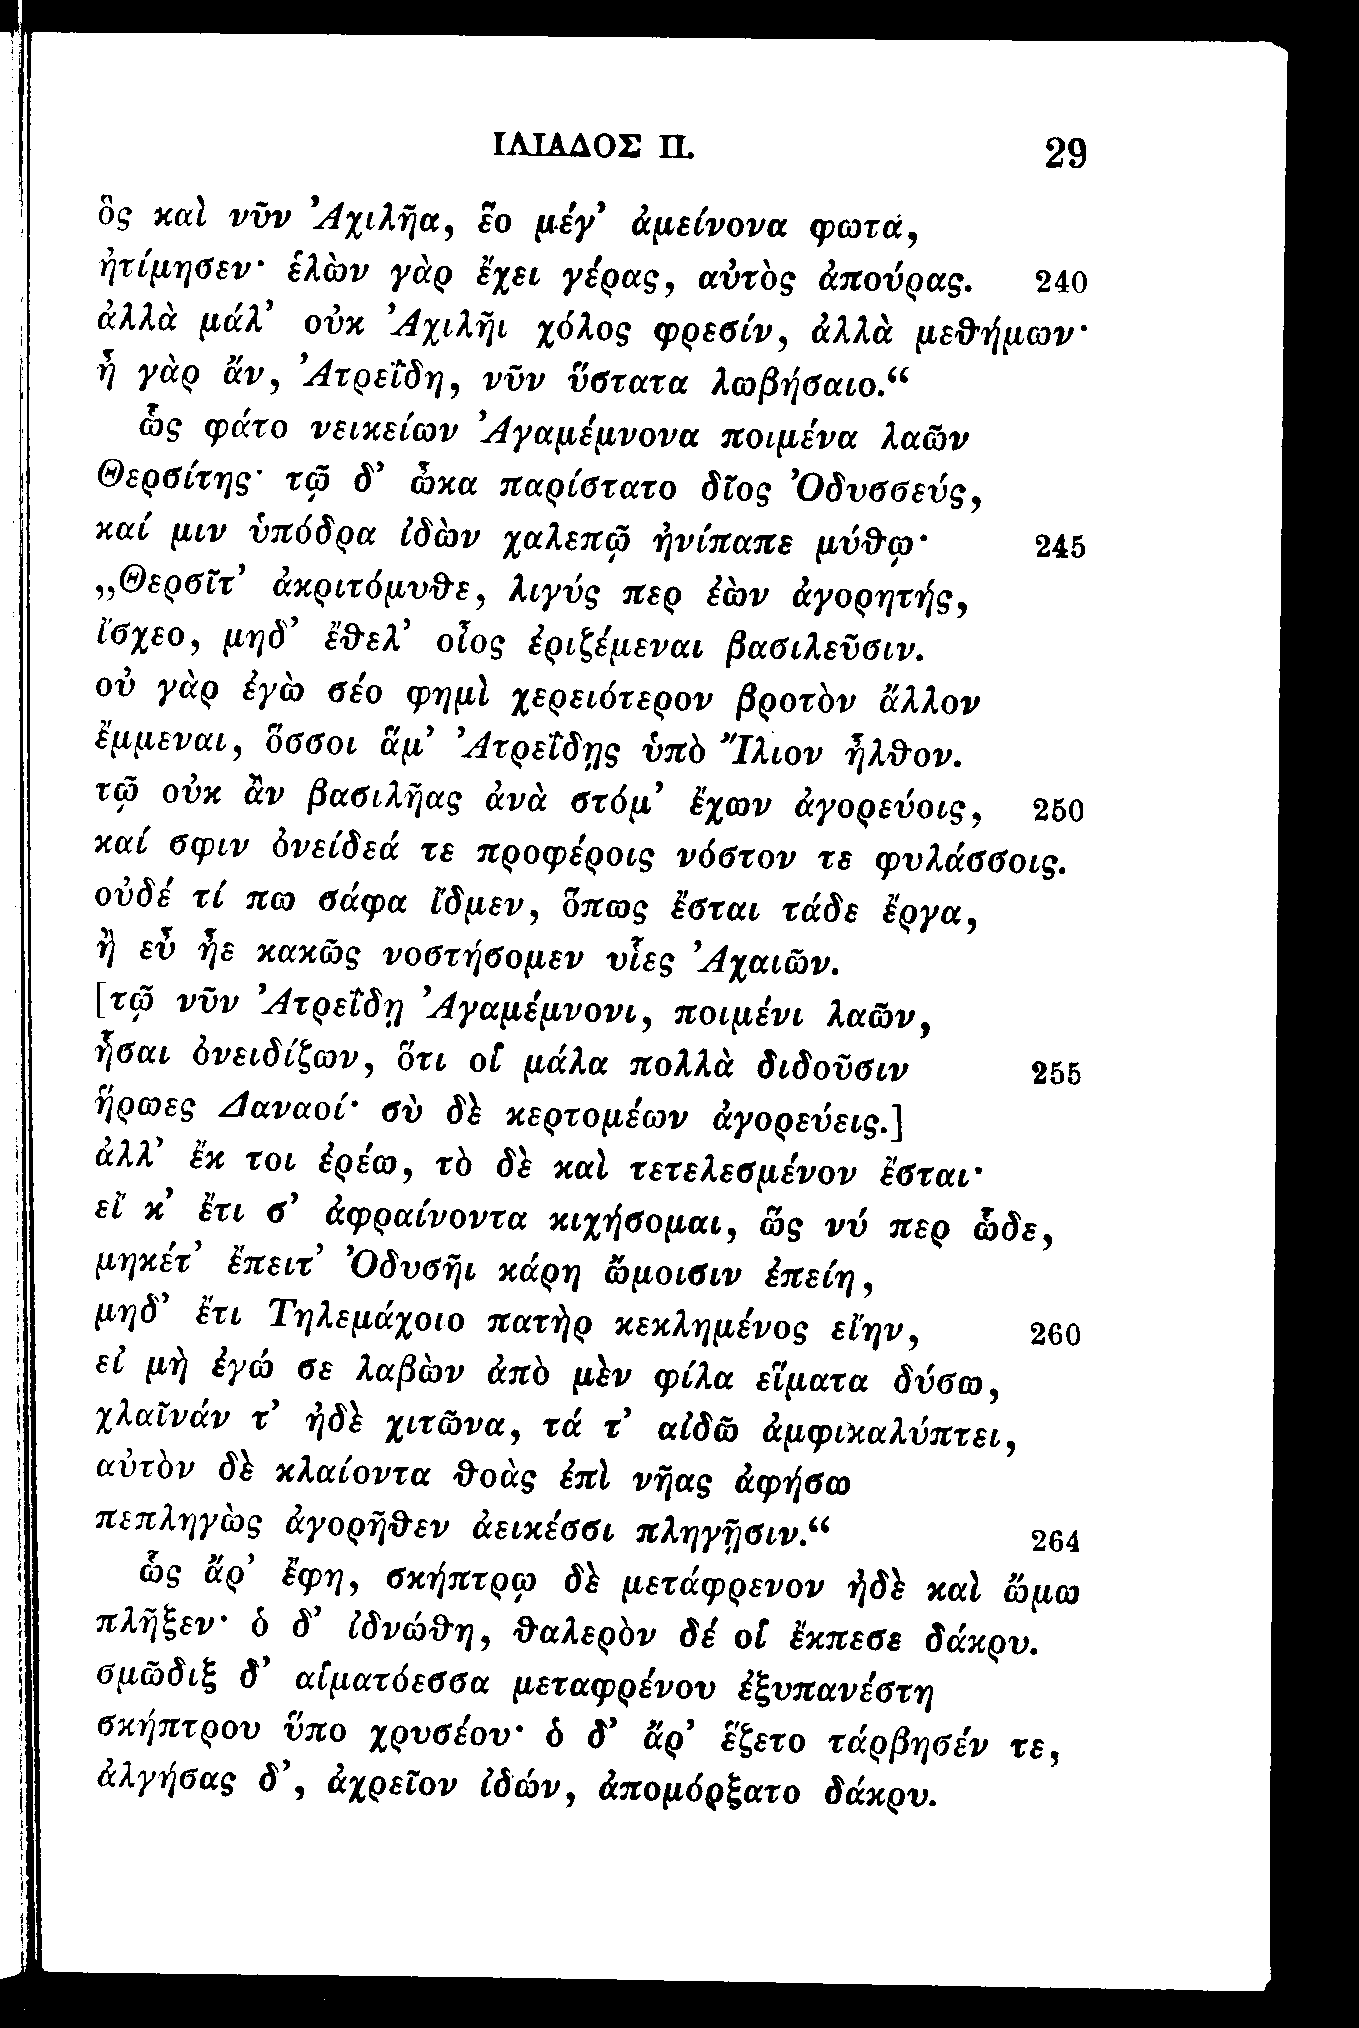 ΙΛΙΑΔΟΣ II. 29
ὃς καὶ νῦν Ἀχιλῆα, ἕο μέγ’ ἀμείνονα φωτά,
ἠτίμησεν· ἑλὼν γὰρ ἔχει γέρας, αὐτὸς ἀπούρας. 240
ἀλλὰ μάλ’ οὐκ Ἀχιλῆι χόλος φρεσίν, ἀλλὰ μεθήμων·
ἦ γὰρ ἄν, Ἀτρεΐδη, νῦν ὕστατα λωβήσαιο.“
ὣς φάτο νεικείων Ἀγαμέμνονα ποιμένα λαῶν
Θερσίτης· τῷ δ’ ὦκα παρίστατο δῖος Ὀδυσσεύς,
καί μιν ὑπόδρα ἰδὼν χαλεπῷ ἠνίπαπε μύθῳ· 245
„Θερσῖτ’ ἀκριτόμυθε, λιγύς περ ἐὼν ἀγορητής,
ἴσχεο, μηδ’ ἔθελ’ οἶος ἐριζέμεναι βασιλεῦσιν.
οὐ γὰρ ἐγὼ σέο φημὶ χερειότερον βροτὸν ἄλλον
ἔμμεναι, ὅσσοι ἅμ’ Ἀτρεΐδῃς ὑπὸ Ἴλιον ἦλθον.
τῷ οὐκ ἂν βασιλῆας ἀνὰ στόμ’ ἔχων ἀγορεύοις, 250
καί σφιν ὀνείδεά τε προφέροις νόστον τε φυλάσσοις.
οὐδέ τί πω σάφα ἴδμεν, ὅπως ἔσται τάδε ἔργα,
ἢ εὖ ἦε κακῶς νοστήσομεν υἷες Ἀχαιῶν.
[τῷ νῦν Ἀτρεΐδῃ Ἀγαμέμνονι, ποιμένι λαῶν,
ἧσαι ὀνειδίζων, ὅτι οἱ μάλα πολλὰ διδοῦσιν 255
ἥρωες Δαναοί· σὺ δὲ κερτομέων ἀγορεύεις.]
ἀλλ’ ἔκ τοι ἐρέω, τὸ δὲ καὶ τετελεσμένον ἔσται·
εἴ κ’ ἔτι σ’ ἀφραίνοντα κιχήσομαι, ὥς νύ περ ὧδε,
μηκέτ’ ἔπειτ’ Ὀδυσῆι κάρη ὤμοισιν ἐπείη,
μηδ’ ἔτι Τηλεμάχοιο πατὴρ κεκλημένος εἴην, 260
εἰ μὴ ἐγώ σε λαβὼν ἀπὸ μὲν φίλα εἵματα δύσω,
χλαῖνάν τ’ ἠδὲ χιτῶνα, τά τ’ αἰδῶ ἀμφικαλύπτει,
αὐτὸν δὲ κλαίοντα θοὰς ἐπὶ νῆας ἀφήσω
πεπληγὼς ἀγορῆθεν ἀεικέσσι πληγῇσιν.“ 264
ὣς ἄρ’ ἔφη, σκήπτρῳ δὲ μετάφρενον ἠδὲ καὶ ὤμω
πλῆξεν· ὁ δ’ ἰδνώθη, θαλερὸν δέ οἱ ἔκπεσε δάκρυ.
σμῶδιξ δ’ αἱματόεσσα μεταφρένου ἐξυπανέστη
σκήπτρου ὕπο χρυσέου· ὁ δ’ ἄρ’ ἕζετο τάρβησέν τε,
ἀλγήσας δ’, ἀχρεῖον ἰδών, ἀπομόρξατο δάκρυ.